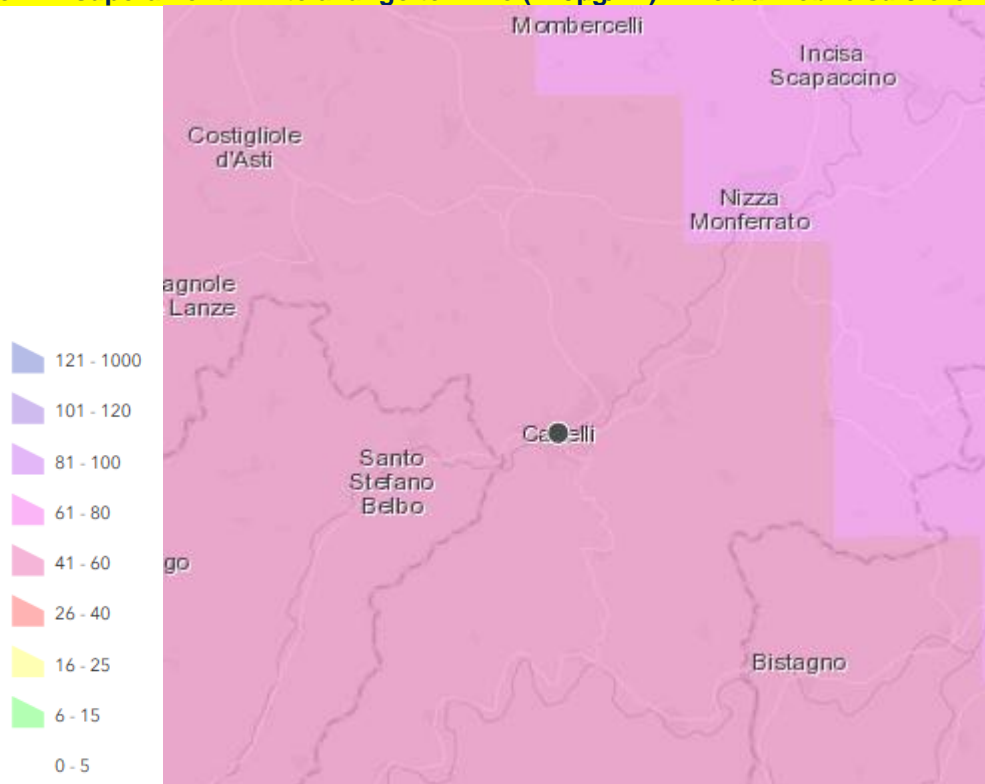 Mombercelli
Incisa
Scapaccino
Costigliole
d'Asti
Nizza
Monferrato
agnole
Lanze
121 - 1000
101 - 120
81 - 100
61 - 80
41 - 60
26 - 40
16 - 25
6 - 15
0 - 5
Santo
Stefano
Belbo
go
Bistagno